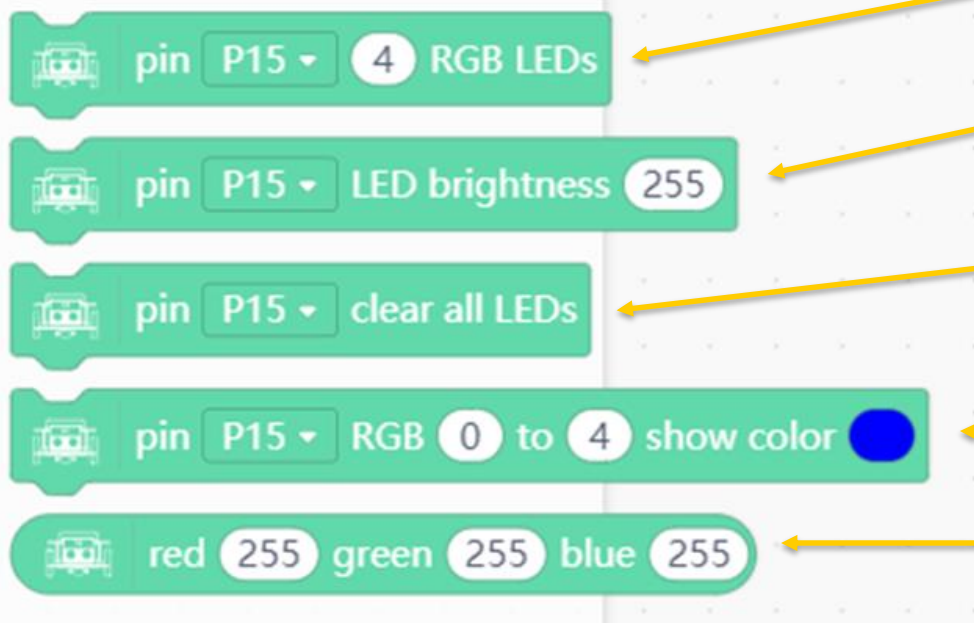 pin P15 4 RGB LEDs
pin P15 LED brightness 255
pin P15 clear all LEDs
pin P15 RGB 0 to 4 show color
red 255 green 255 blue 255